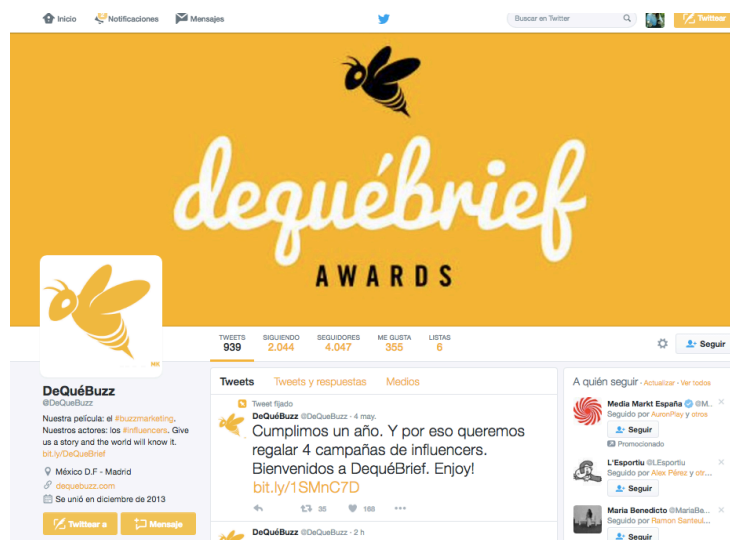 Inicio Notificaciones Mensajes Buscar en Twitter Twittear
dequébrief
AWARDS
TWEETS SIGUIENDO SEGUIDORES ME GUSTA LISTAS
939 2.044 4.047 355 6
Seguir
DeQuéBuzz
@DeQueBuzz
Nuestra película: el #buzzmarketing.
Nuestros actores: los #influencers. Give
us a story and the world will know it.
bit.ly/DeQueBrief
México D.F - Madrid
dequebuzz.com
Se unió en diciembre de 2013
Twittear a Mensaje
Tweets Tweets y respuestas Medios
Tweet fijado
DeQuéBuzz @DeQueBuzz · 4 may.
Cumplimos un año. Y por eso queremos
regalar 4 campañas de influencers.
Bienvenidos a DequéBrief. Enjoy!
bit.ly/1SMnC7D
35 168
DeQuéBuzz @DeQueBuzz · 2 h
A quién seguir · Actualizar · Ver todos
Media Markt España @M..
Seguido por AuronPlay y otros
Seguir
Promocionado
L'Esportiu @LEsportiu
Seguido por Alex Pérez y otr...
Seguir
Maria Benedicto @MariaBe...
Seguido por Ramon Santeul...
Seguir